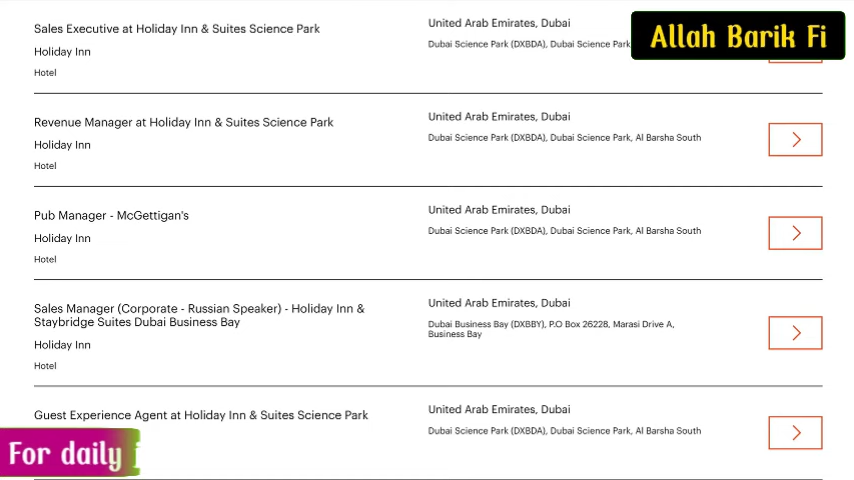 Sales Executive at Holiday Inn & Suites Science Park
Holiday Inn
Hotel
United Arab Emirates, Dubai
Dubai Science Park (DXBDA), Dubai Science Park,
Allah Barik Fi
Revenue Manager at Holiday Inn & Suites Science Park
Holiday Inn
Hotel
United Arab Emirates, Dubai
Dubai Science Park (DXBDA), Dubai Science Park, Al Barsha South
Pub Manager - McGettigan's
Holiday Inn
Hotel
United Arab Emirates, Dubai
Dubai Science Park (DXBDA), Dubai Science Park, Al Barsha South
Sales Manager (Corporate - Russian Speaker) - Holiday Inn &
Staybridge Suites Dubai Business Bay
Holiday Inn
Hotel
United Arab Emirates, Dubai
Dubai Business Bay (DXBBY), P.O Box 26228, Marasi Drive A,
Business Bay
Guest Experience Agent at Holiday Inn & Suites Science Park
United Arab Emirates, Dubai
Dubai Science Park (DXBDA), Dubai Science Park, Al Barsha South
For daily